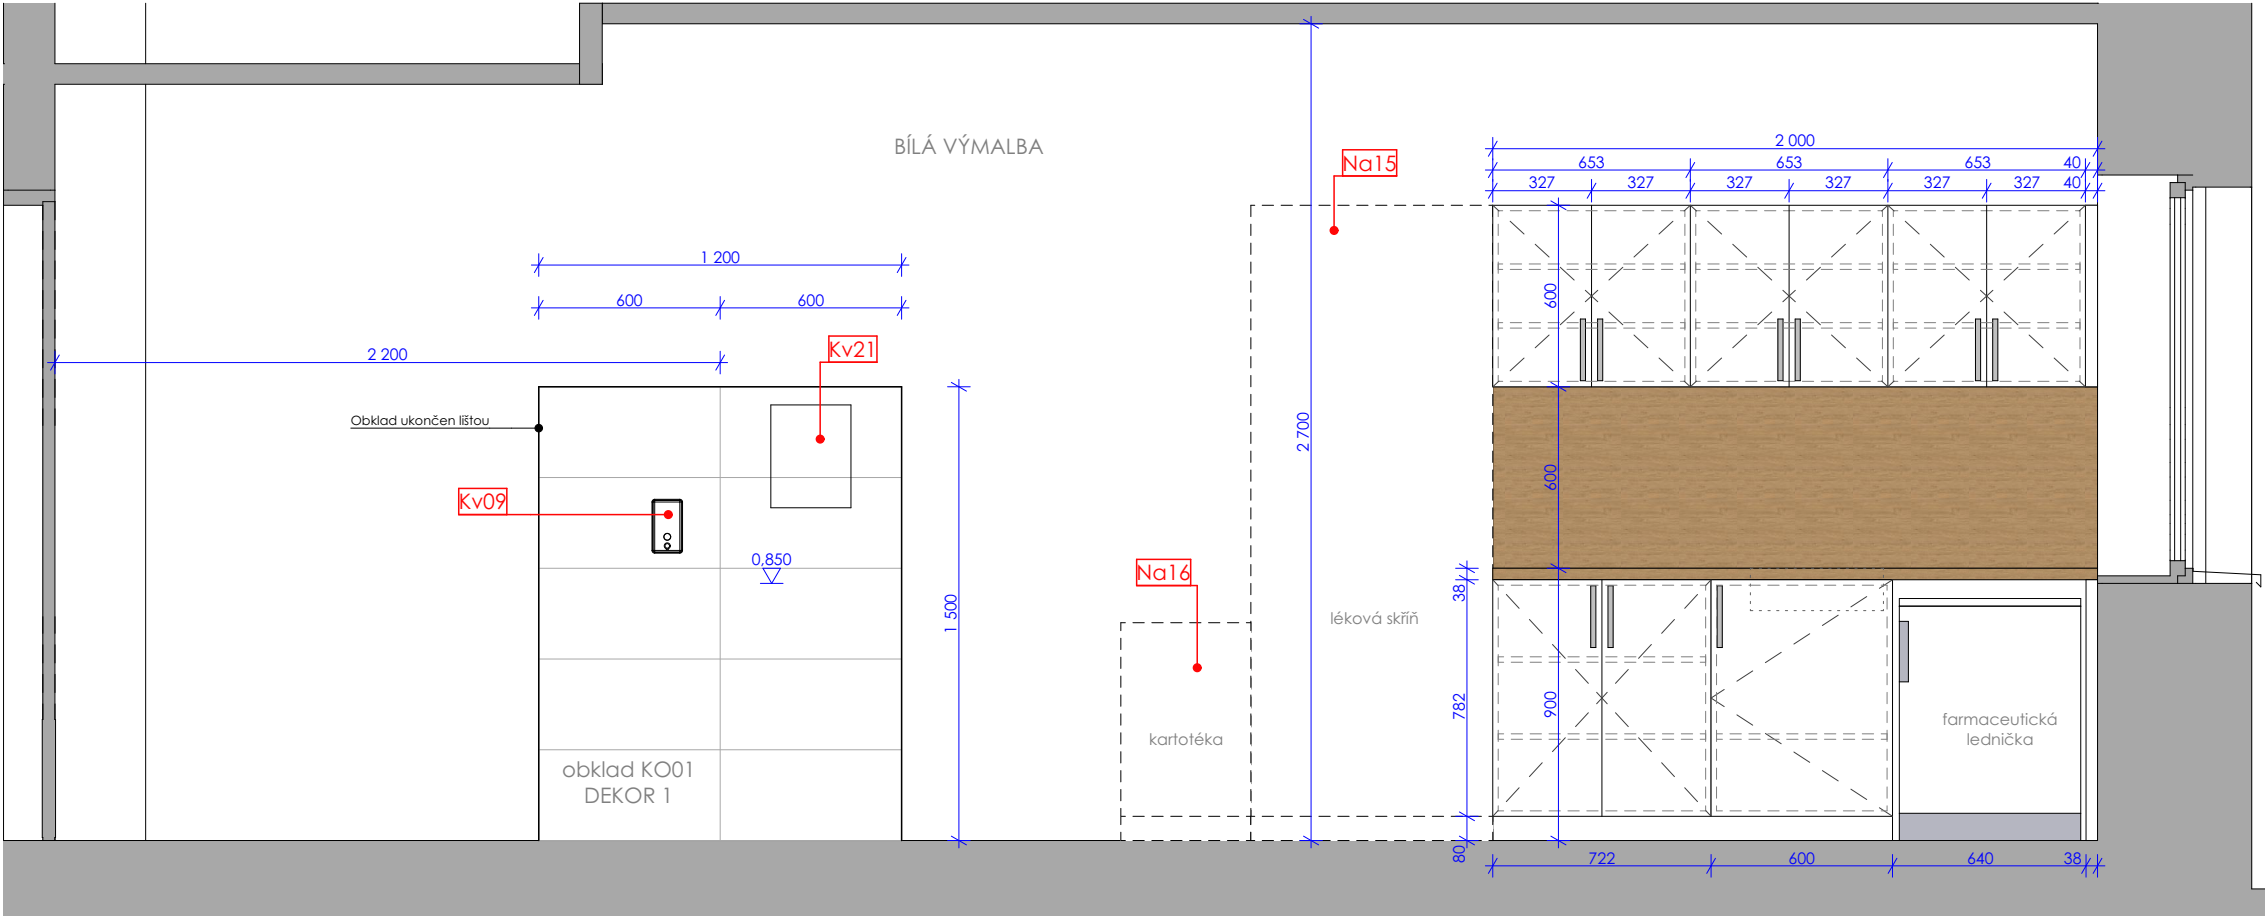 BÍLÁ VÝMALBA
Na15
2 000
653
653
653
40
327
327
327
327
327
327
40
1 200
600
600
2 200
Kv21
Obklad ukončen lištou
Kv09
0,850
1 500
2 700
600
600
Na16
38
léková skříň
782
900
kartotéka
farmaceutická
lednička
obklad KO01
DEKOR 1
80
722
600
640
38